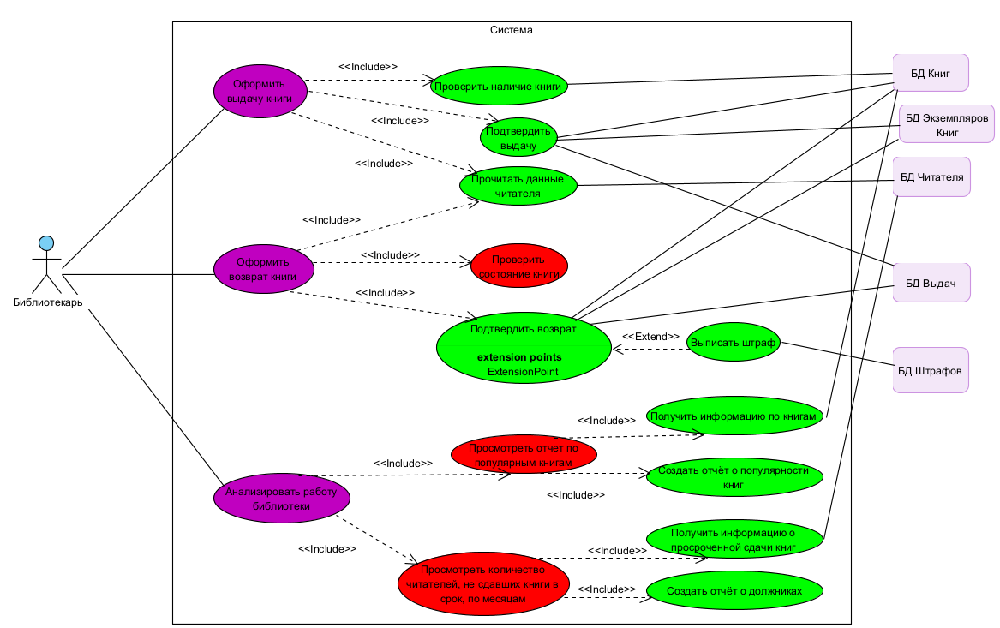 Система
<<Include>>
Оформить
выдачу книги
Проверить наличие книги
БД Книг
<<Include>>
Подтвердить
выдачу
БД Экземпляров
Книг
<<Include>>
Прочитать данные
читателя
БД Читателя
<<Include>>
Оформить
возврат книги
<<Include>>
Проверить
состояние книги
Библиотекарь
<<Include>>
БД Выдач
Подтвердить возврат
extension points
ExtensionPoint
<<Extend>>
Выписать штраф
БД Штрафов
<<Include>>
Получить информацию по книгам
Просмотреть отчет по
популярным книгам
<<Include>>
Создать отчёт о популярности
книг
<<Include>>
Анализировать работу
библиотеки
<<Include>>
Получить информацию о
просроченной сдачи книг
<<Include>>
Просмотреть количество
читателей, не сдавших книги в
срок, по месяцам
<<Include>>
Создать отчёт о должниках